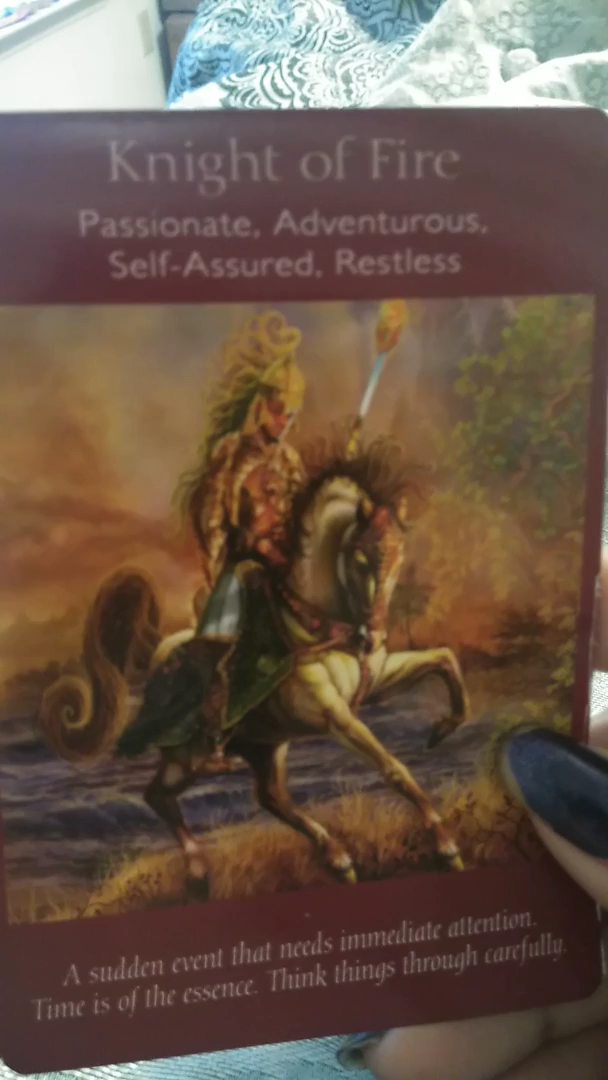 Knight of Fire
Passionate, Adventurous,
Self-Assured, Restless
A sudden event that needs immediate attention.
Time is of the essence. Think things through carefully.